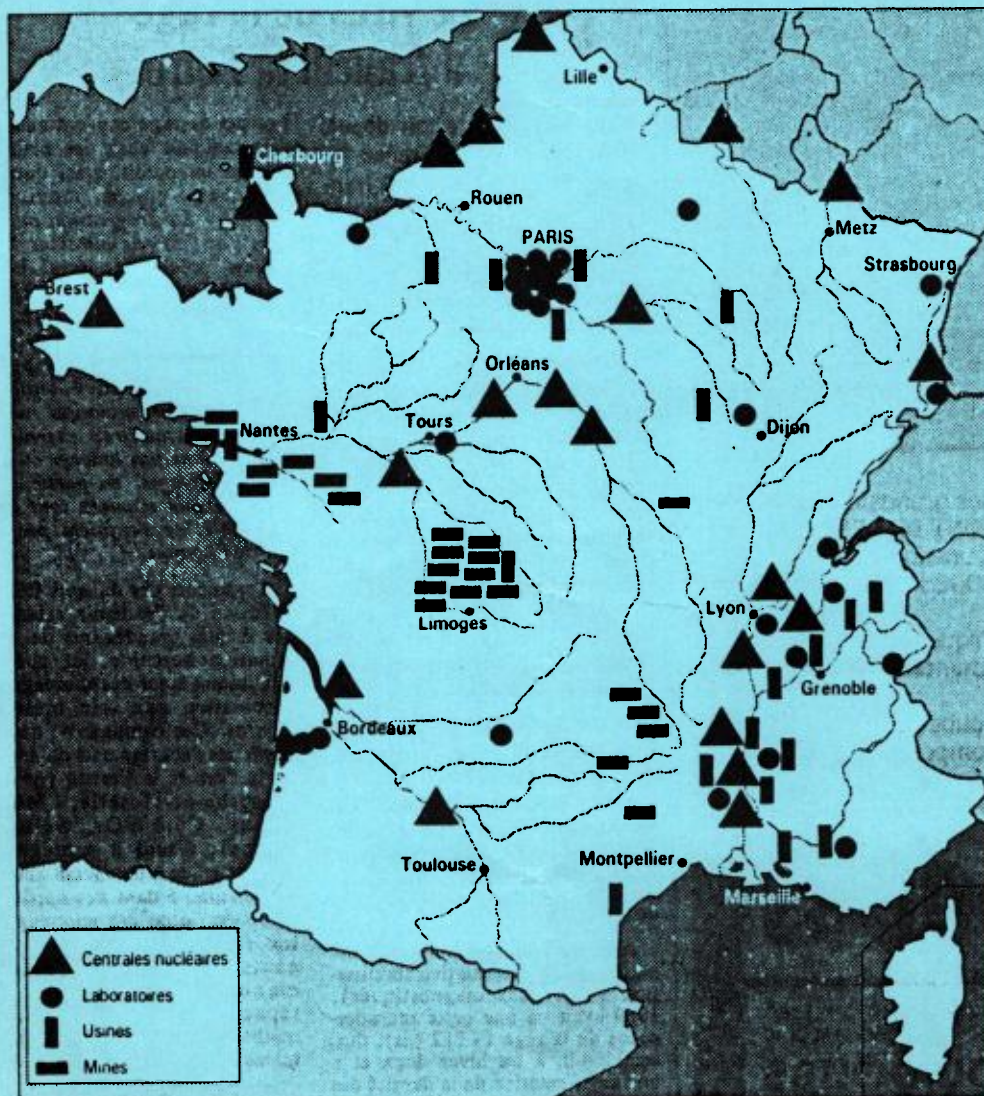 Lille
Cherbourg
Rouen
Metz
PARIS
Strasbourg
Brest
Orléans
Nantes
Tours
Dijon
Lyon
Limoges
Grenoble
Bordeaux
Montpellier
Toulouse
Marseille
Centrales nucléaires
Laboratoires
Usines
Mines